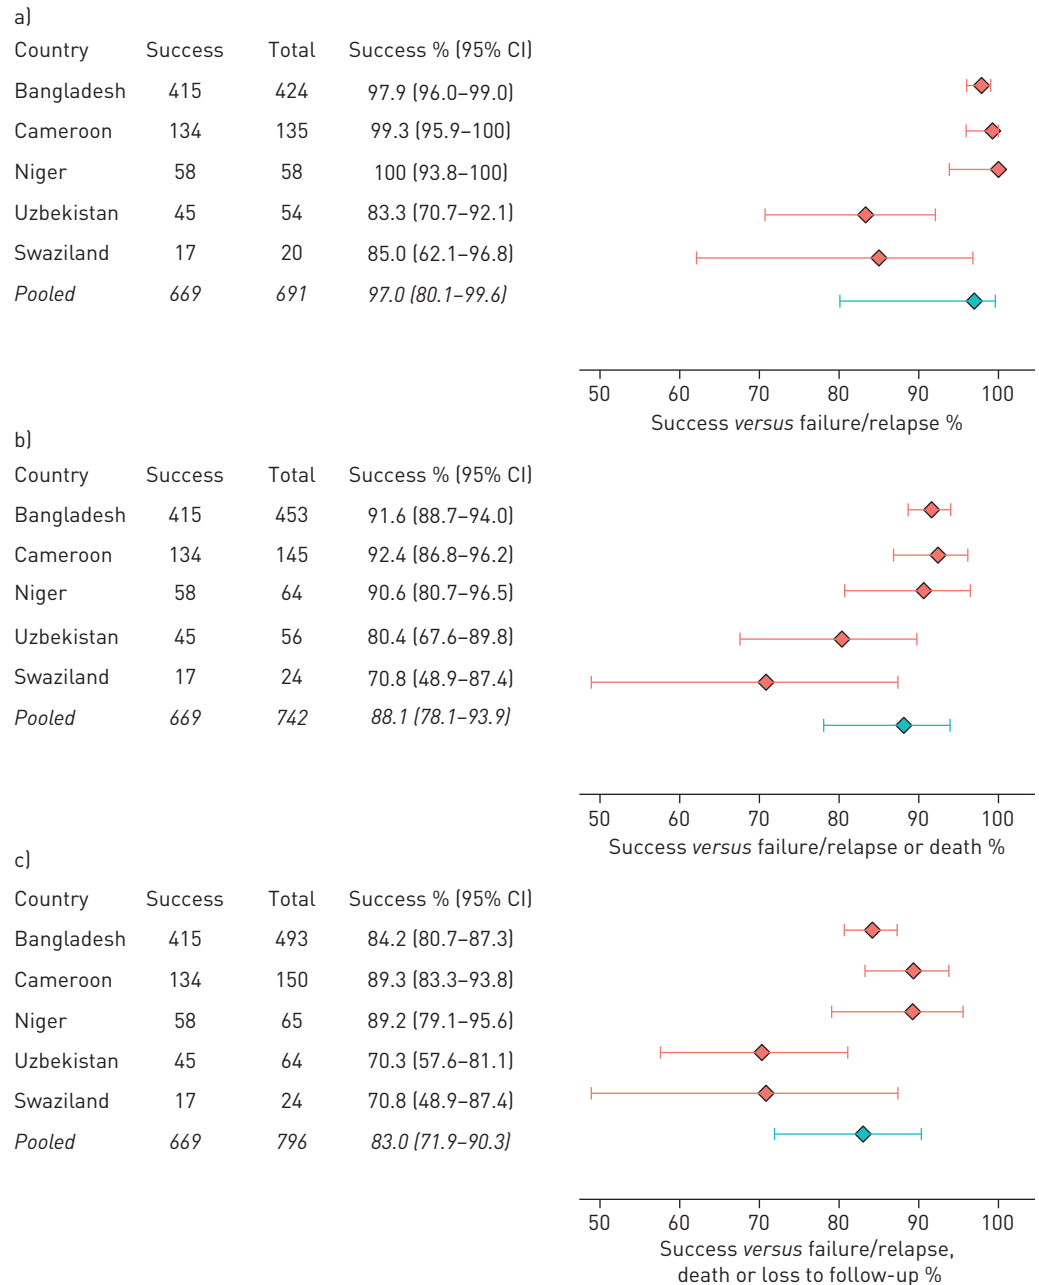 a)
Country Success Total Success % (95% CI)
Bangladesh 415 424 97.9 (96.0–99.0)
Cameroon 134 135 99.3 (95.9–100)
Niger 58 58 100 (93.8–100)
Uzbekistan 45 54 83.3 (70.7–92.1)
Swaziland 17 20 85.0 (62.1–96.8)
Pooled 669 691 97.0 (80.1–99.6)
50 60 70 80 90 100
Success versus failure/relapse %
b)
Country Success Total Success % (95% CI)
Bangladesh 415 453 91.6 (88.7–94.0)
Cameroon 134 145 92.4 (86.8–96.2)
Niger 58 64 90.6 (80.7–96.5)
Uzbekistan 45 56 80.4 (67.6–89.8)
Swaziland 17 24 70.8 (48.9–87.4)
Pooled 669 742 88.1 (78.1–93.9)
50 60 70 80 90 100
Success versus failure/relapse or death %
c)
Country Success Total Success % (95% CI)
Bangladesh 415 493 84.2 (80.7–87.3)
Cameroon 134 150 89.3 (83.3–93.8)
Niger 58 65 89.2 (79.1–95.6)
Uzbekistan 45 64 70.3 (57.6–81.1)
Swaziland 17 24 70.8 (48.9–87.4)
Pooled 669 796 83.0 (71.9–90.3)
50 60 70 80 90 100
Success versus failure/relapse,
death or loss to follow-up %